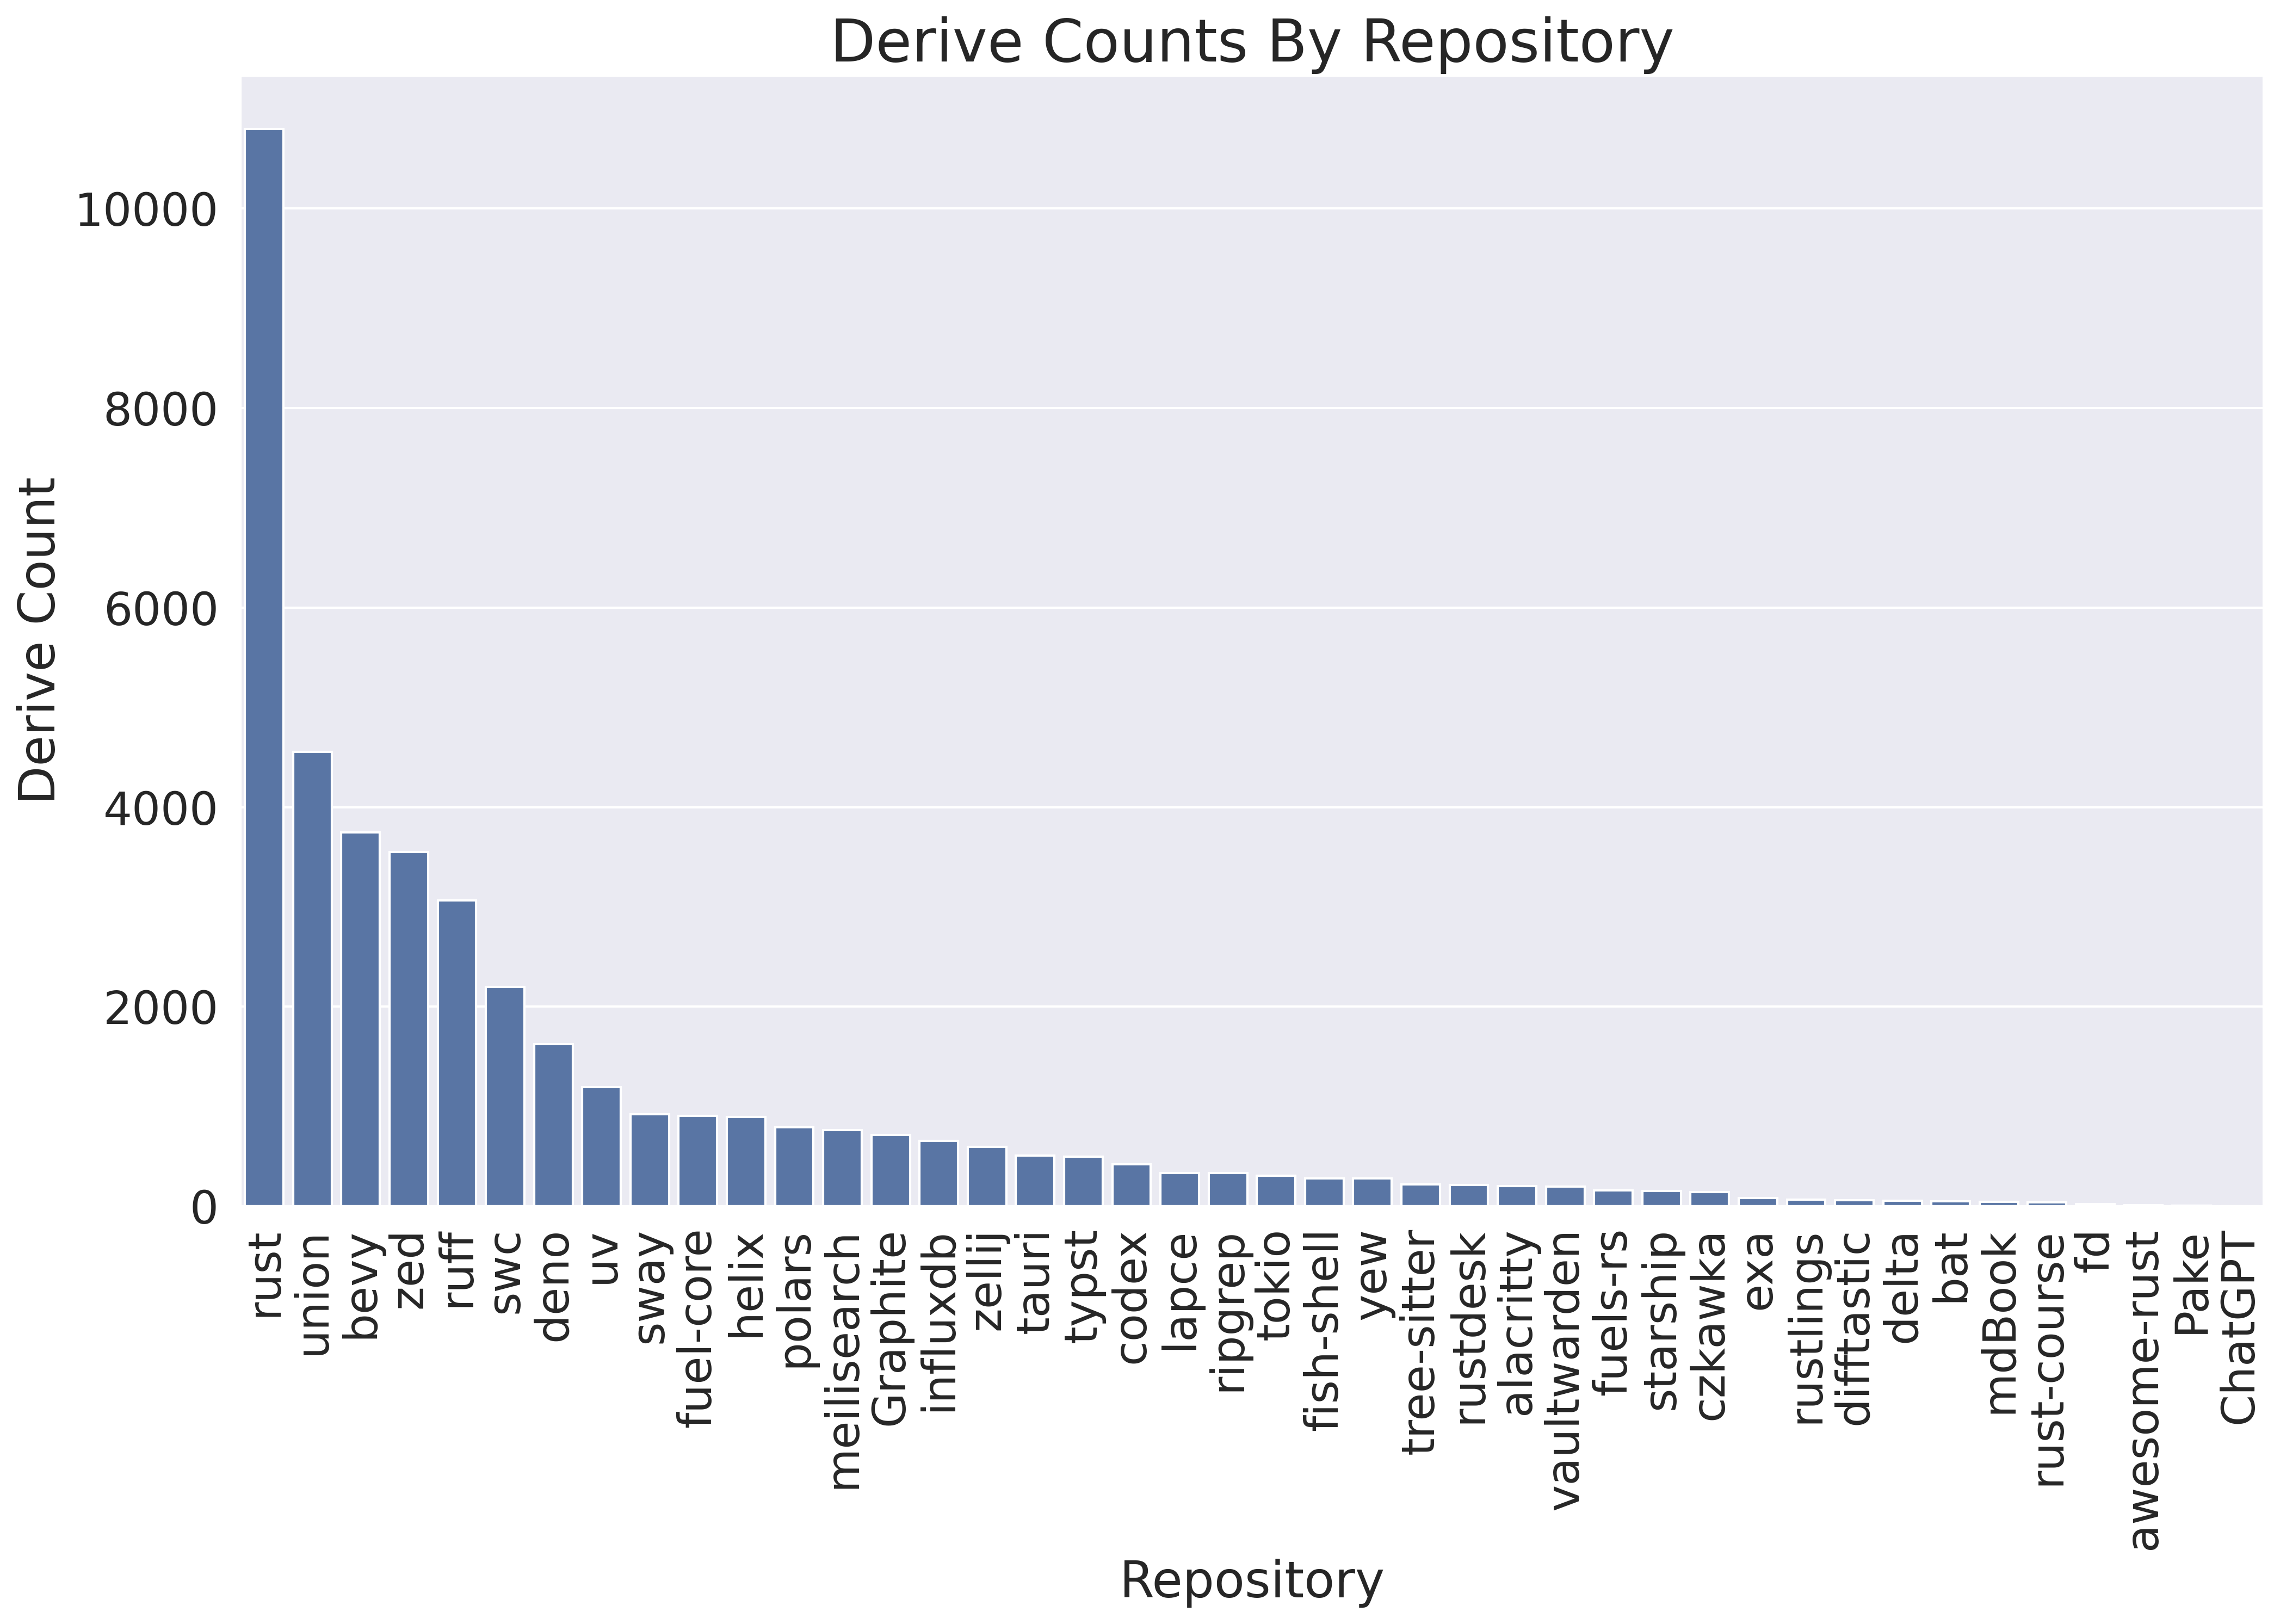 Derive Counts By Repository
Derive Count
10000
8000
6000
4000
2000
0
rust
union
bevy
zed
ruff
swc
deno
uv
sway
fuel-core
helix
polars
meilisearch
Graphite
influxdb
zellij
tauri
typst
codex
lapce
ripgrep
tokio
fish-shell
yew
tree-sitter
rustdesk
alacritty
vaultwarden
fuels-rs
starship
czkawka
exa
rustlings
difftastic
delta
bat
mdBook
rust-course
fd
awesome-rust
Pake
ChatGPT
Repository